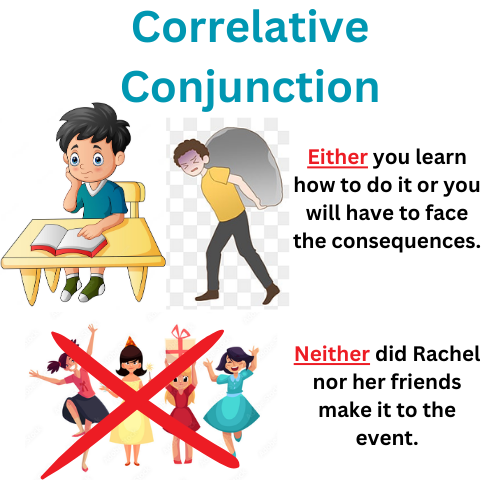 Correlative
Conjunction
Either you learn
how to do it or you
will have to face
the consequences.
Neither did Rachel
nor her friends
make it to the
event.